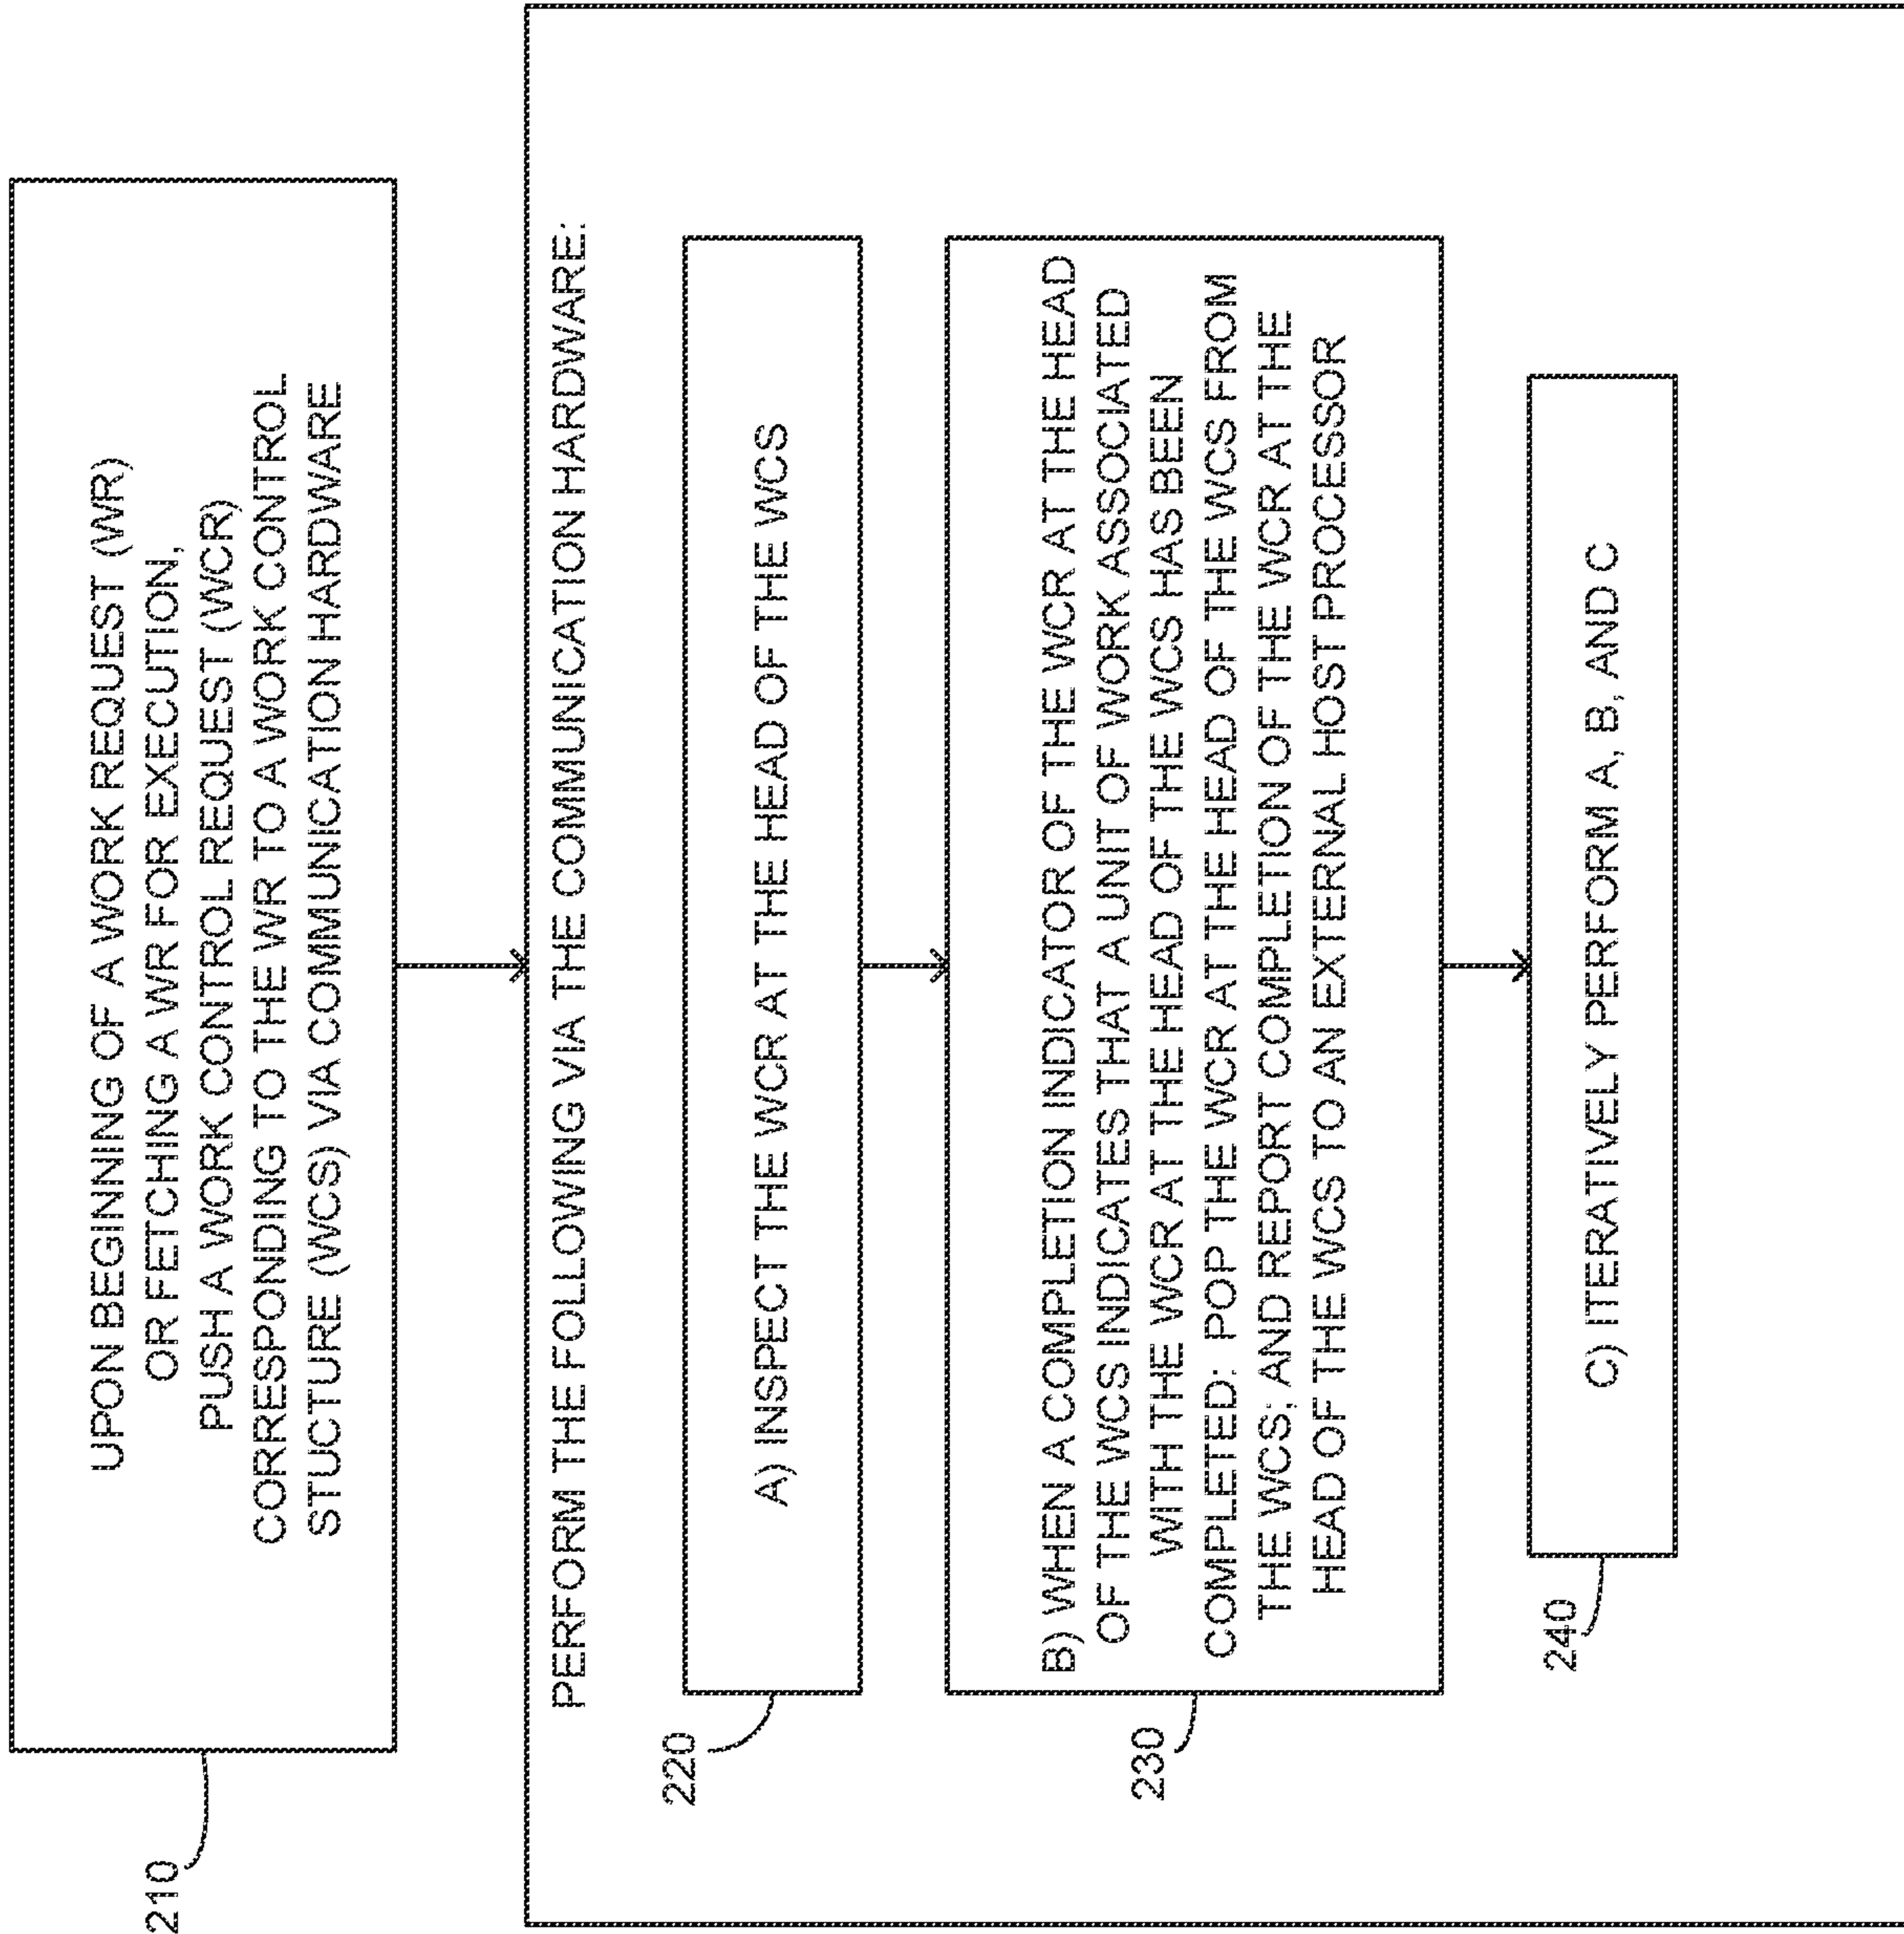 210
UPON BEGINNING OF A WORK REQUEST (WR)
OR FETCHING A WR FOR EXECUTION,
PUSH A WORK CONTROL REQUEST (WCR)
CORRESPONDING TO THE WR TO A WORK CONTROL
STUCTURE (WCS) VIA COMMUNICATION HARDWARE
PERFORM THE FOLLOWING VIA THE COMMUNICATION HARDWARE:
220
A) INSPECT THE WCR AT THE HEAD OF THE WCS
230
B) WHEN A COMPLETION INDICATOR OF THE WCR AT THE HEAD
OF THE WCS INDICATES THAT A UNIT OF WORK ASSOCIATED
WITH THE WCR AT THE HEAD OF THE WCS HAS BEEN
COMPLETED: POP THE WCR AT THE HEAD OF THE WCS FROM
THE WCS; AND REPORT COMPLETION OF THE WCR AT THE
HEAD OF THE WCS TO AN EXTERNAL HOST PROCESSOR
240
C) ITERATIVELY PERFORM A, B, AND C